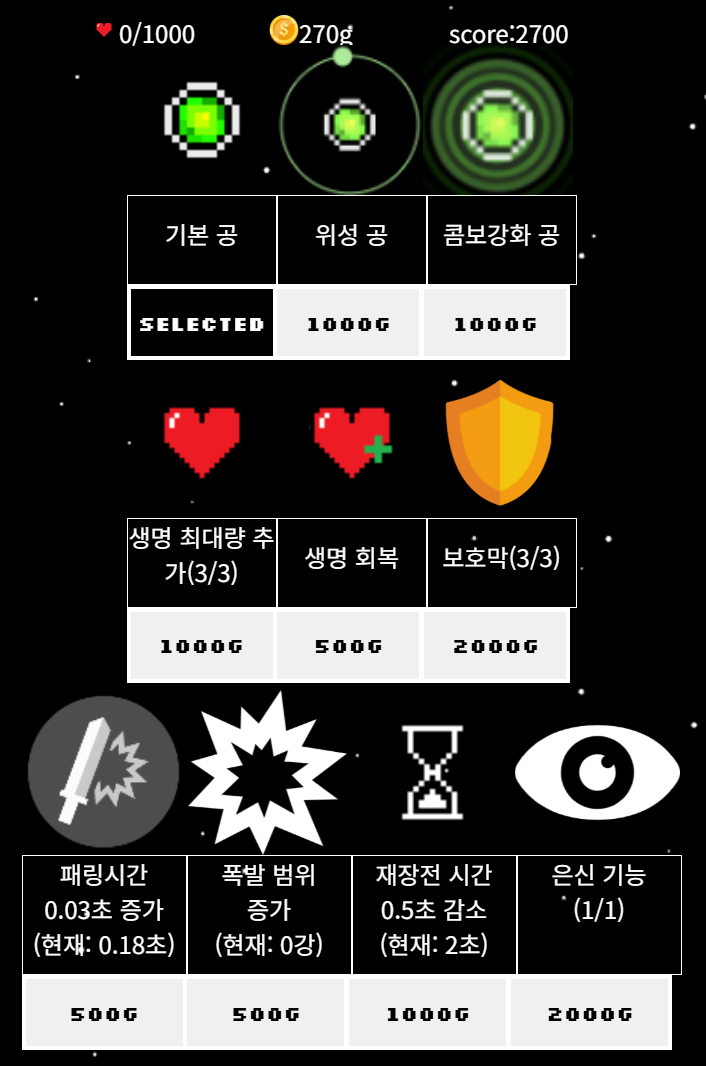 0/1000 270g score:2700
기본 공 위성 공 콤보강화 공
SELECTED 1000G 1000G
생명 최대량 추
가(3/3) 생명 회복 보호막(3/3)
1000G 500G 2000G
패링시간 폭발 범위 재장전 시간 은신 기능
0.03초 증가 증가 0.5초 감소 (1/1)
(현재: 0.18초) (현재: 0강) (현재: 2초)
500G 500G 1000G 2000G